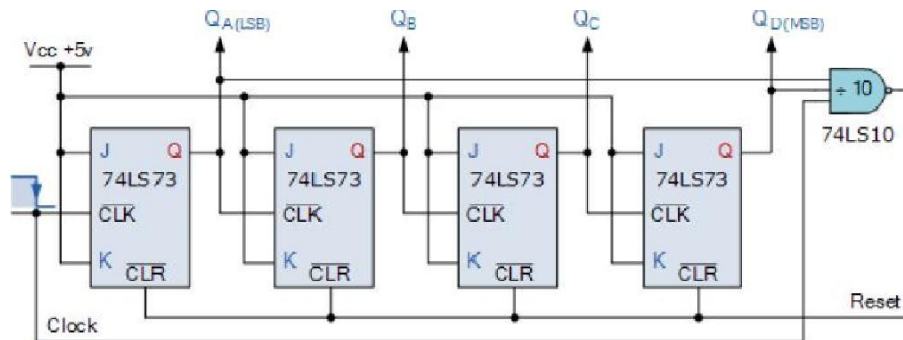 QA(LSB) QB QC QD(MSB)
Vcc +5v
÷ 10
74LS10
J Q J Q J Q J Q
74LS73 74LS73 74LS73 74LS73
CLK CLK CLK CLK
K CLR K CLR K CLR K CLR
Reset
Clock